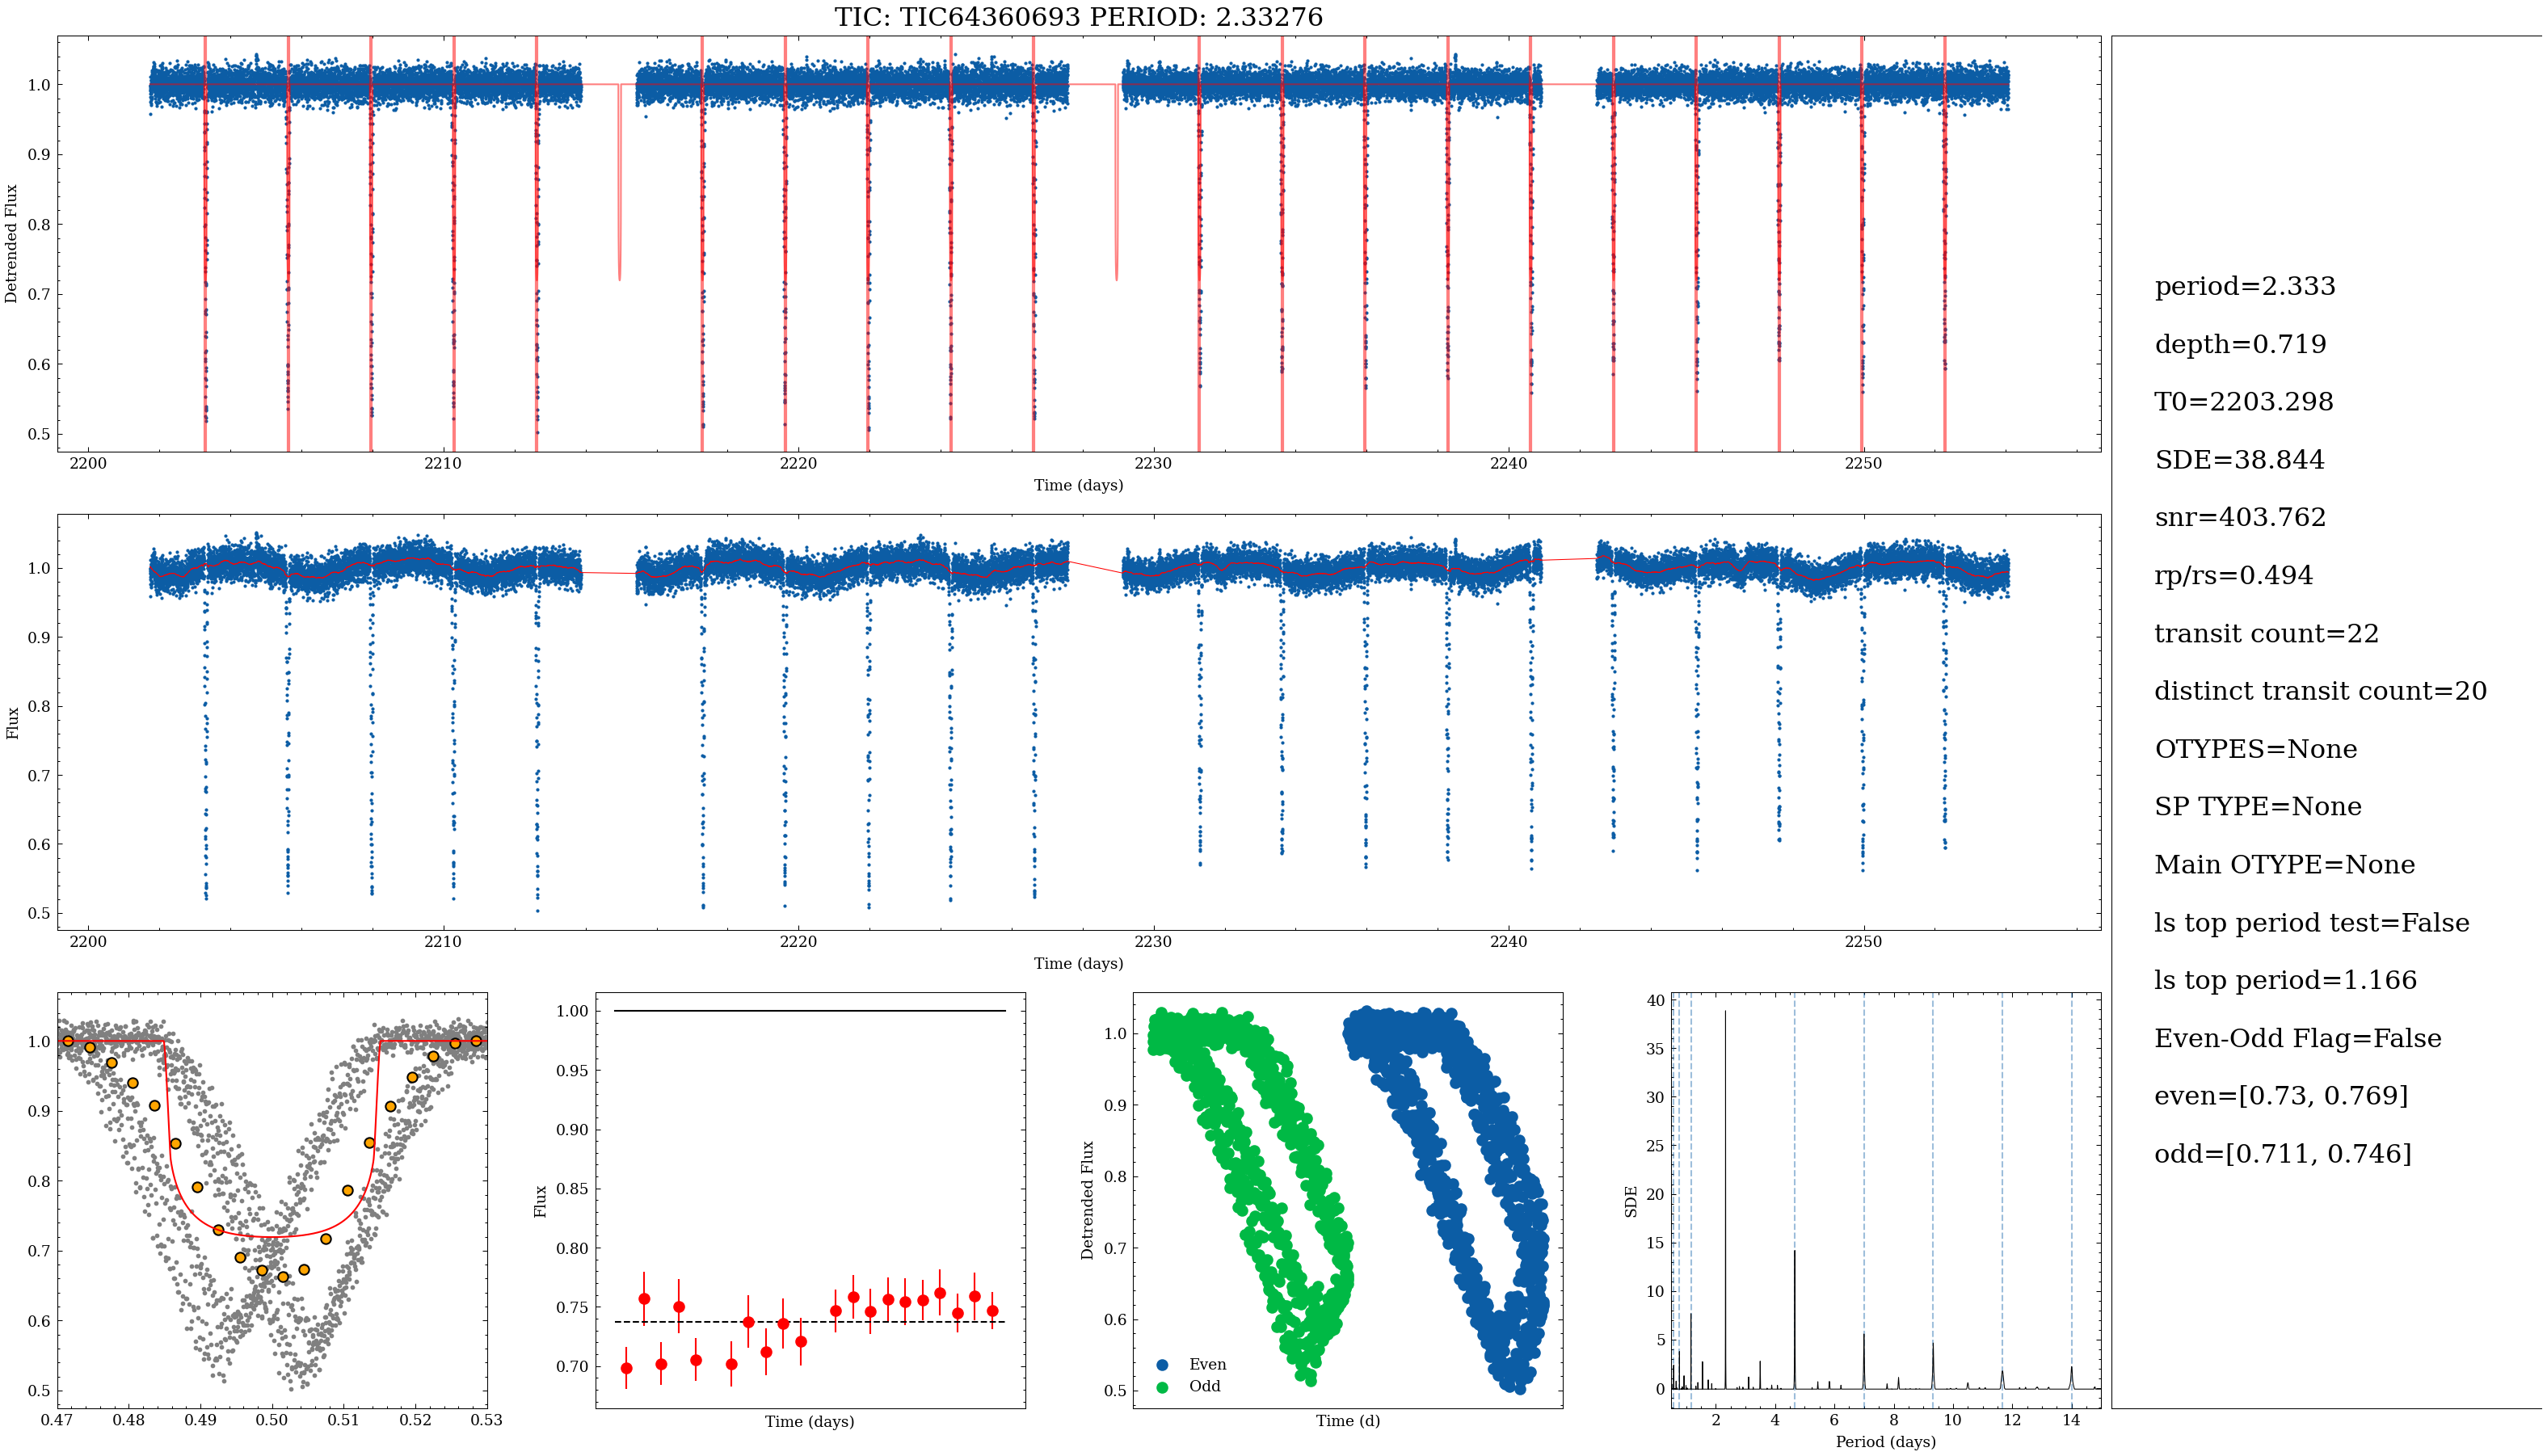 TIC: TIC64360693 PERIOD: 2.33276
Detrended Flux
1.0
0.9
0.8
0.7
0.6
0.5
2200 2210 2220 2230 2240 2250
Time (days)
Flux
1.0
0.9
0.8
0.7
0.6
0.5
2200 2210 2220 2230 2240 2250
Time (days)
1.0
0.9
0.8
0.7
0.6
0.5
0.47 0.48 0.49 0.50 0.51 0.52 0.53
Flux
1.00
0.95
0.90
0.85
0.80
0.75
0.70
Time (days)
Detrended Flux
1.0
0.9
0.8
0.7
0.6
0.5
Even
Odd
Time (d)
SDE
40
35
30
25
20
15
10
5
0
2 4 6 8 10 12 14
Period (days)
period=2.333
depth=0.719
T0=2203.298
SDE=38.844
snr=403.762
rp/rs=0.494
transit count=22
distinct transit count=20
OTYPES=None
SP TYPE=None
Main OTYPE=None
ls top period test=False
ls top period=1.166
Even-Odd Flag=False
even=[0.73, 0.769]
odd=[0.711, 0.746]